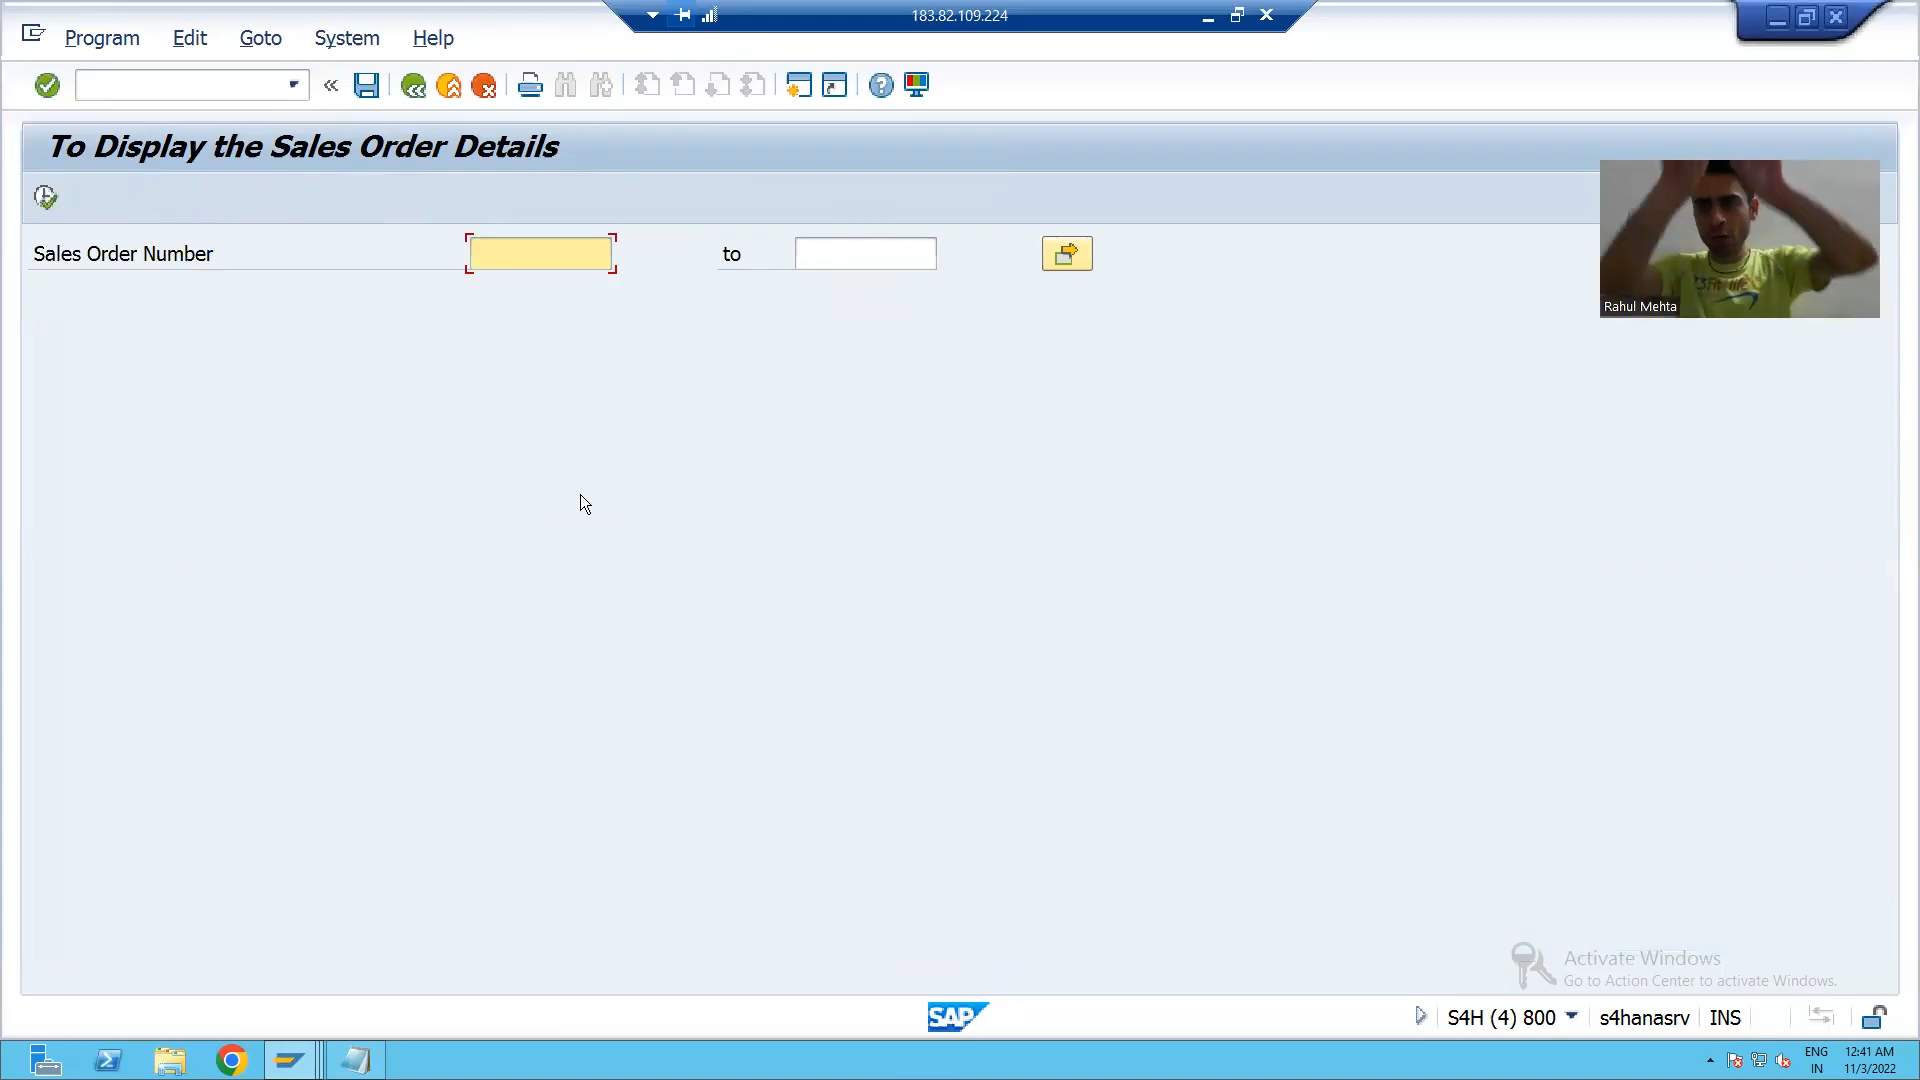 183.82.109.224
Program Edit Goto System Help
To Display the Sales Order Details
Sales Order Number to
Rahul Mehta
Activate Windows
Go to Action Center to activate Windows.
SAP S4H (4) 800 s4hanasrv INS
ENG 12:41 AM
IN 11/3/2022